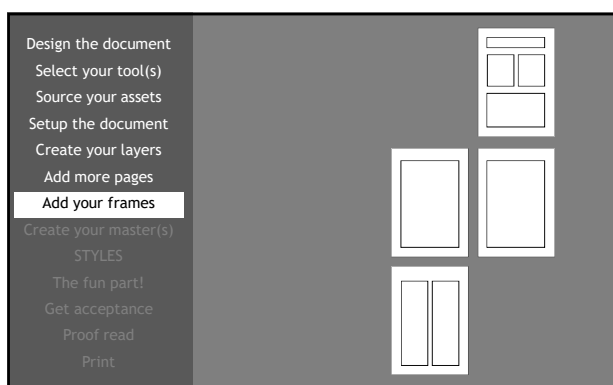 Design the document
Select your tool(s)
Source your assets
Setup the document
Create your layers
Add more pages
Add your frames
Create your master(s)
STYLES
The fun part!
Get acceptance
Proof read
Print